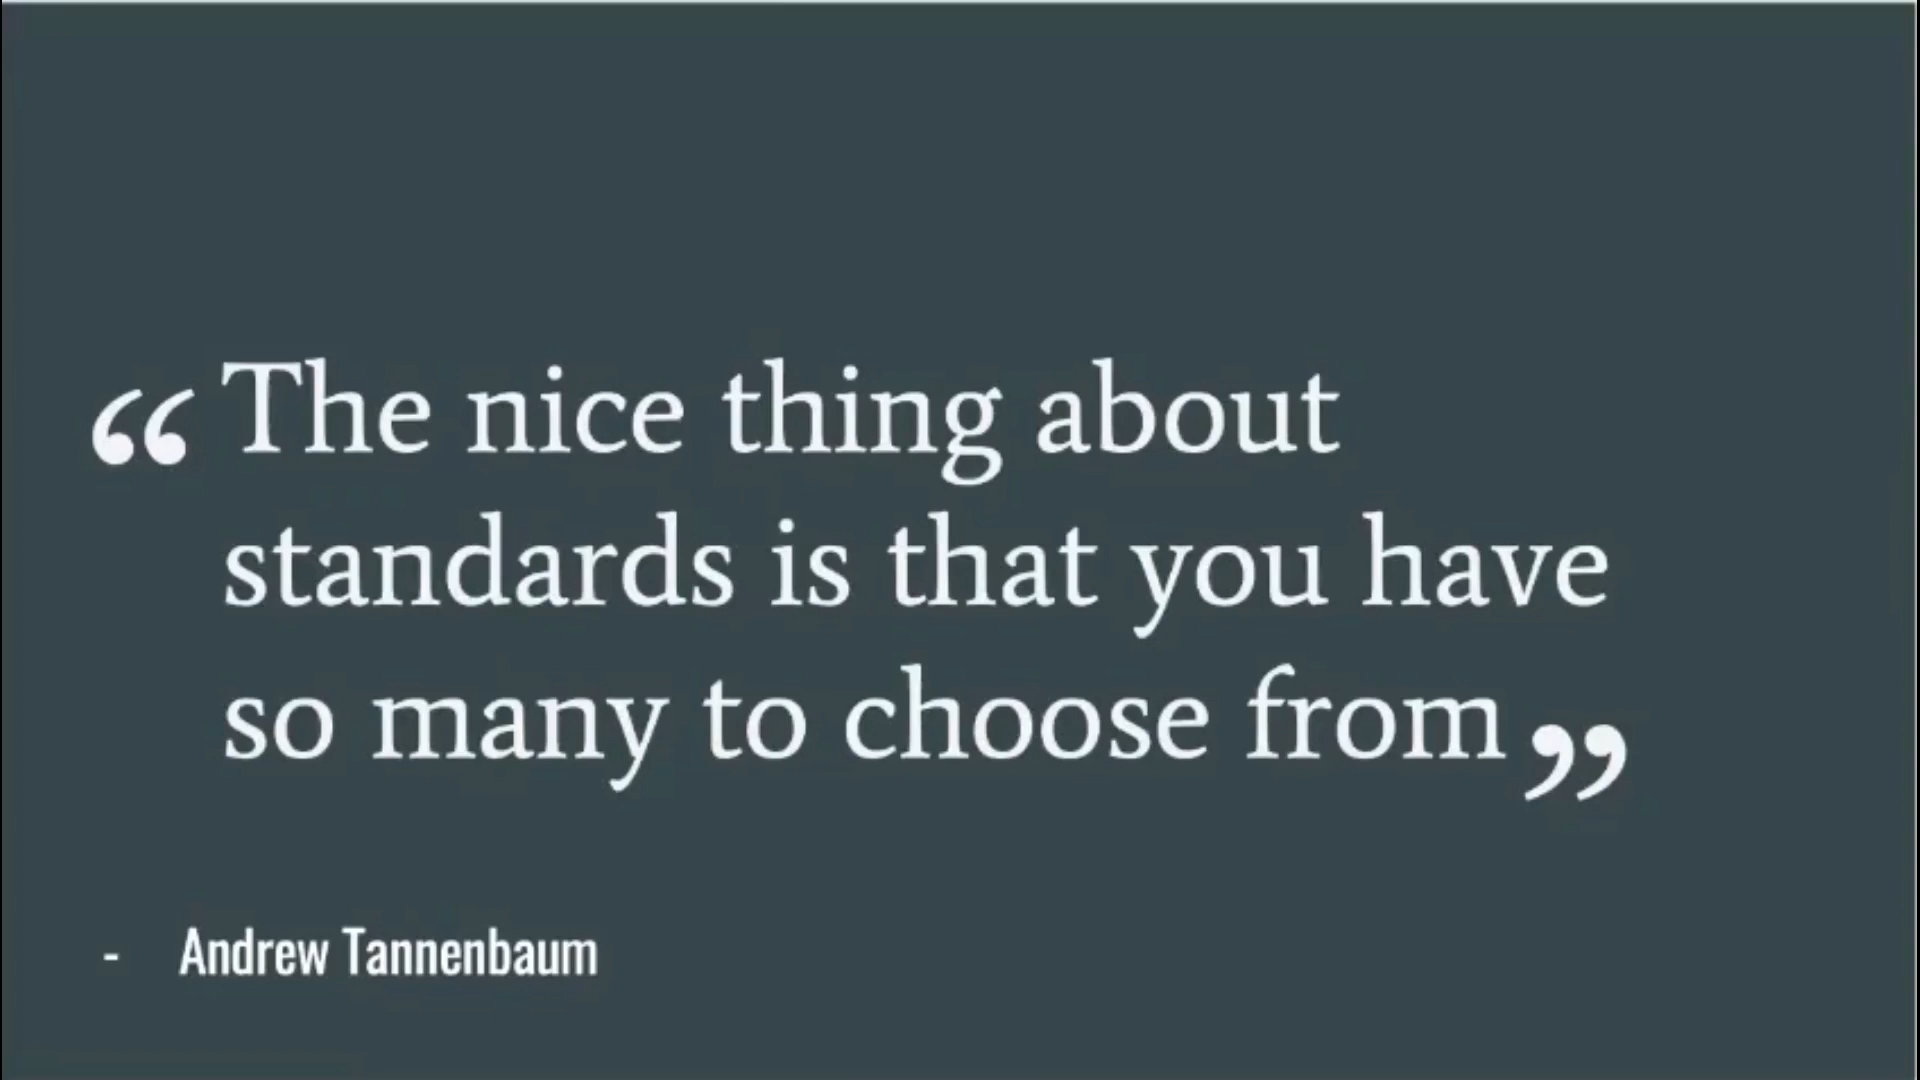 “The nice thing about
standards is that you have
so many to choose from”
- Andrew Tannenbaum